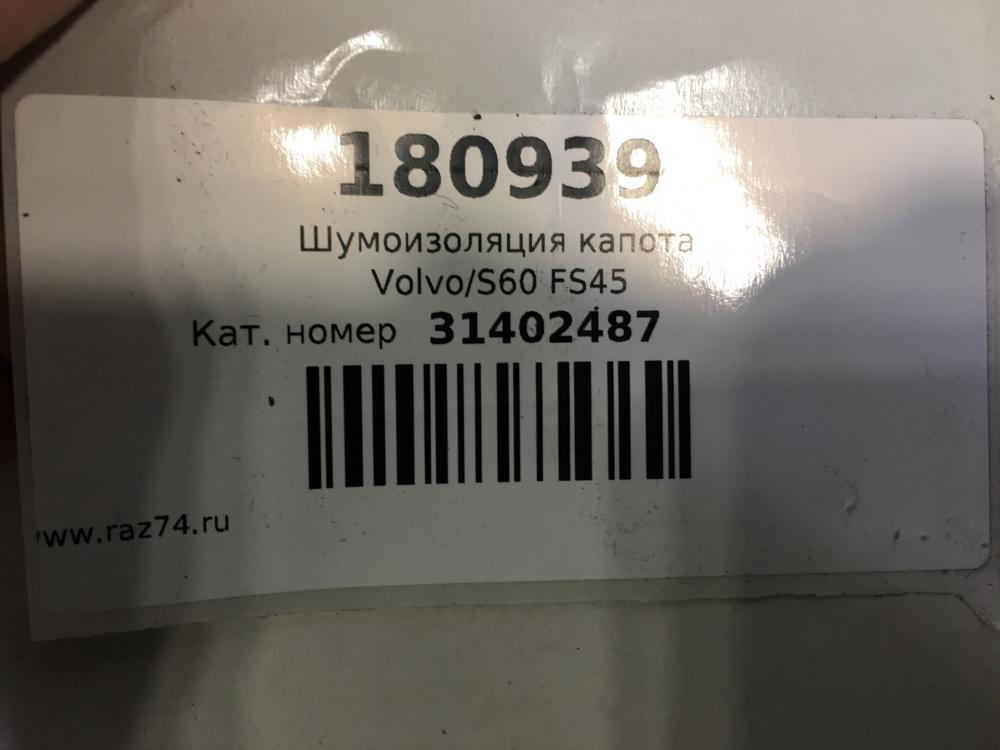 180939
Шумоизоляция капота
Volvo/S60 FS45
Кат. номер 31402487
www.raz74.ru